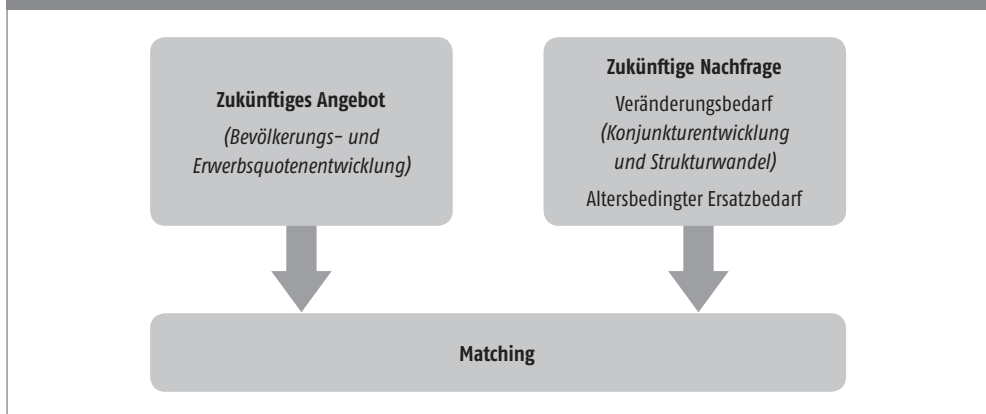 Zukünftiges Angebot
(Bevölkerungs- und
Erwerbsquotenentwicklung)
Zukünftige Nachfrage
Veränderungsbedarf
(Konjunkturentwicklung
und Strukturwandel)
Altersbedingter Ersatzbedarf
Matching